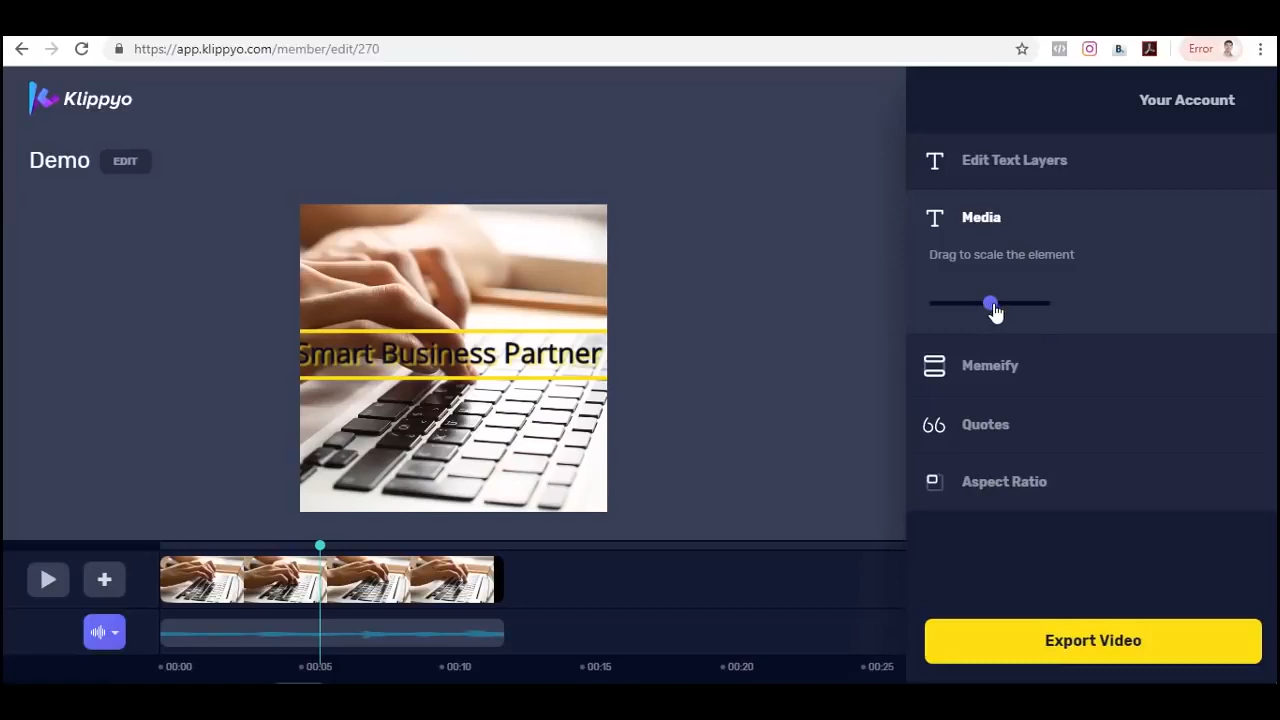 https://app.klippyo.com/member/edit/270
Error
Klippyo
Your Account
Demo
EDIT
Edit Text Layers
Media
Drag to scale the element
Smart Business Partner
Memeify
Quotes
Aspect Ratio
Export Video
00:00
00:05
00:10
00:15
00:20
00:25